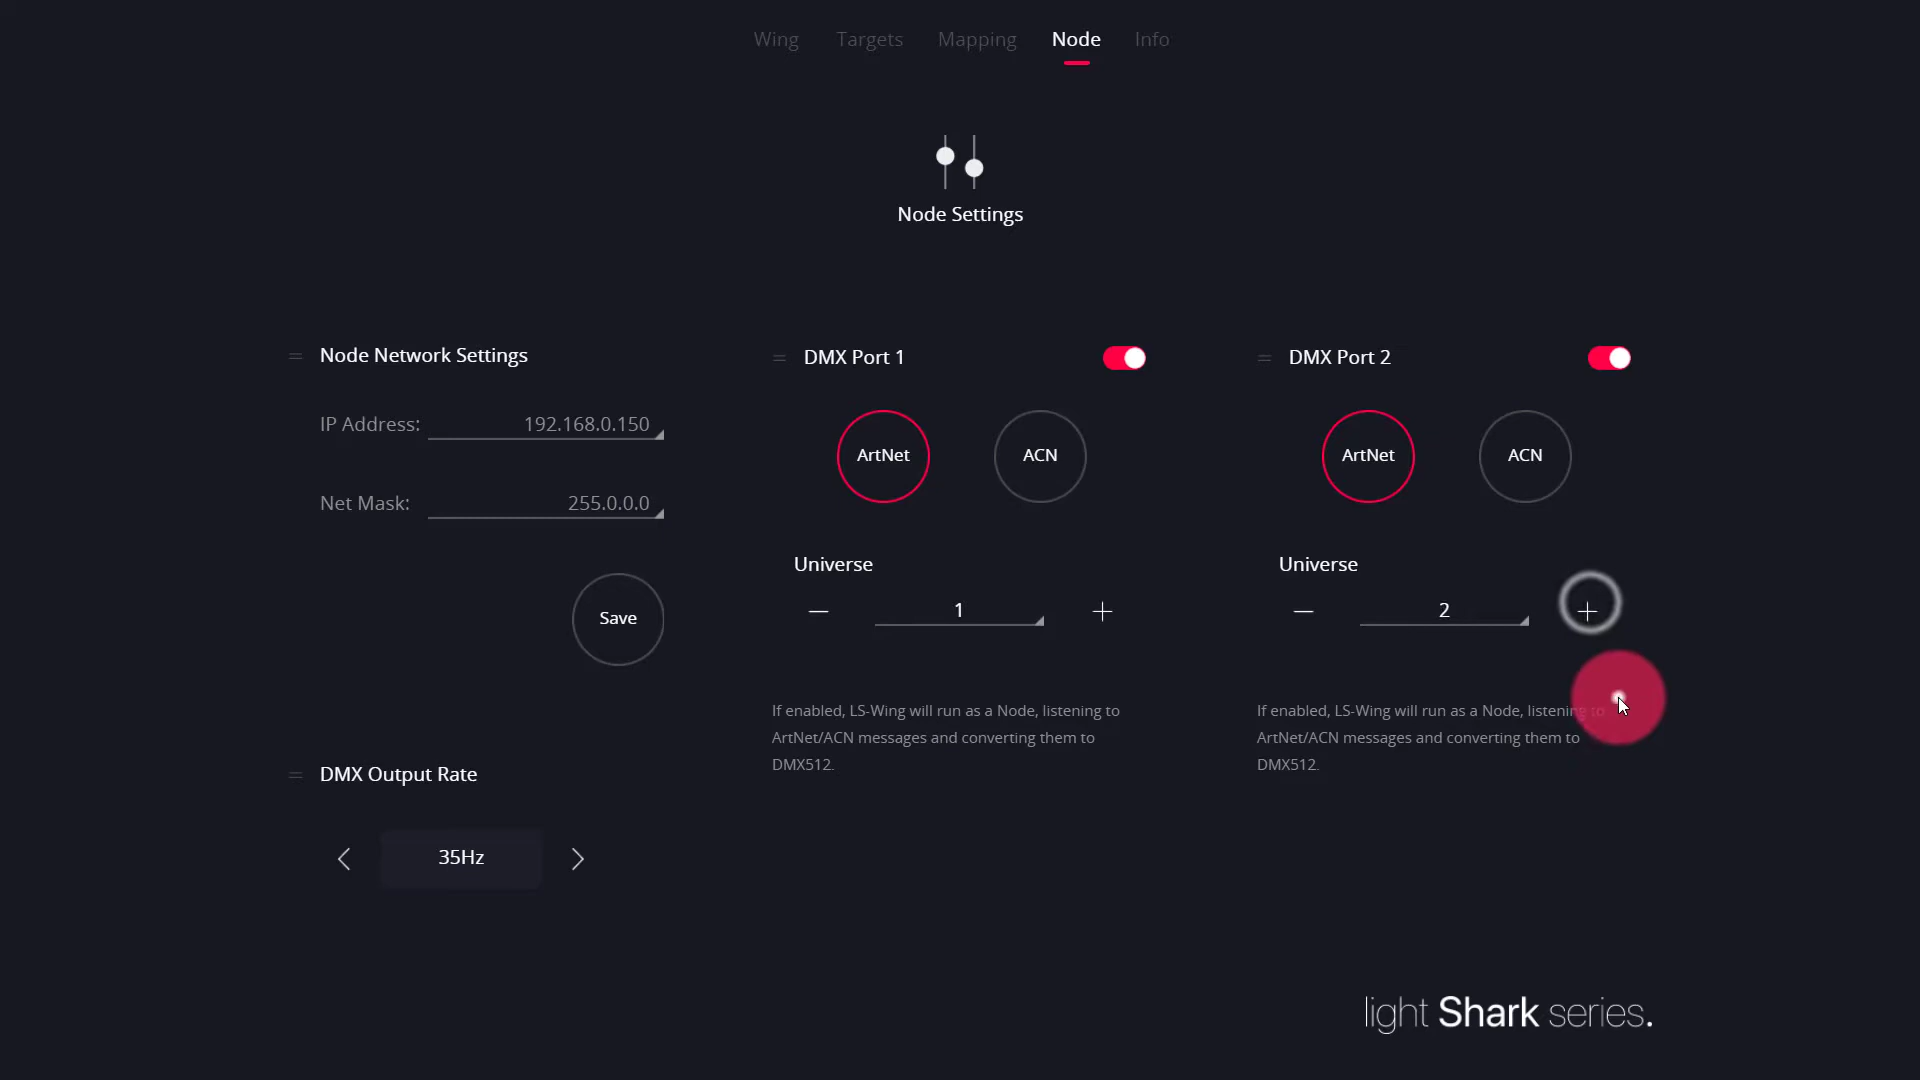 Wing Targets Mapping Node Info
Node Settings
Node Network Settings
IP Address: 192.168.0.150
Net Mask: 255.0.0.0
Save
DMX Output Rate
35Hz
DMX Port 1
ArtNet ACN
Universe
1
If enabled, LS-Wing will run as a Node, listening to
ArtNet/ACN messages and converting them to
DMX512.
DMX Port 2
ArtNet ACN
Universe
2
If enabled, LS-Wing will run as a Node, listening to
ArtNet/ACN messages and converting them to
DMX512.
light Shark series.